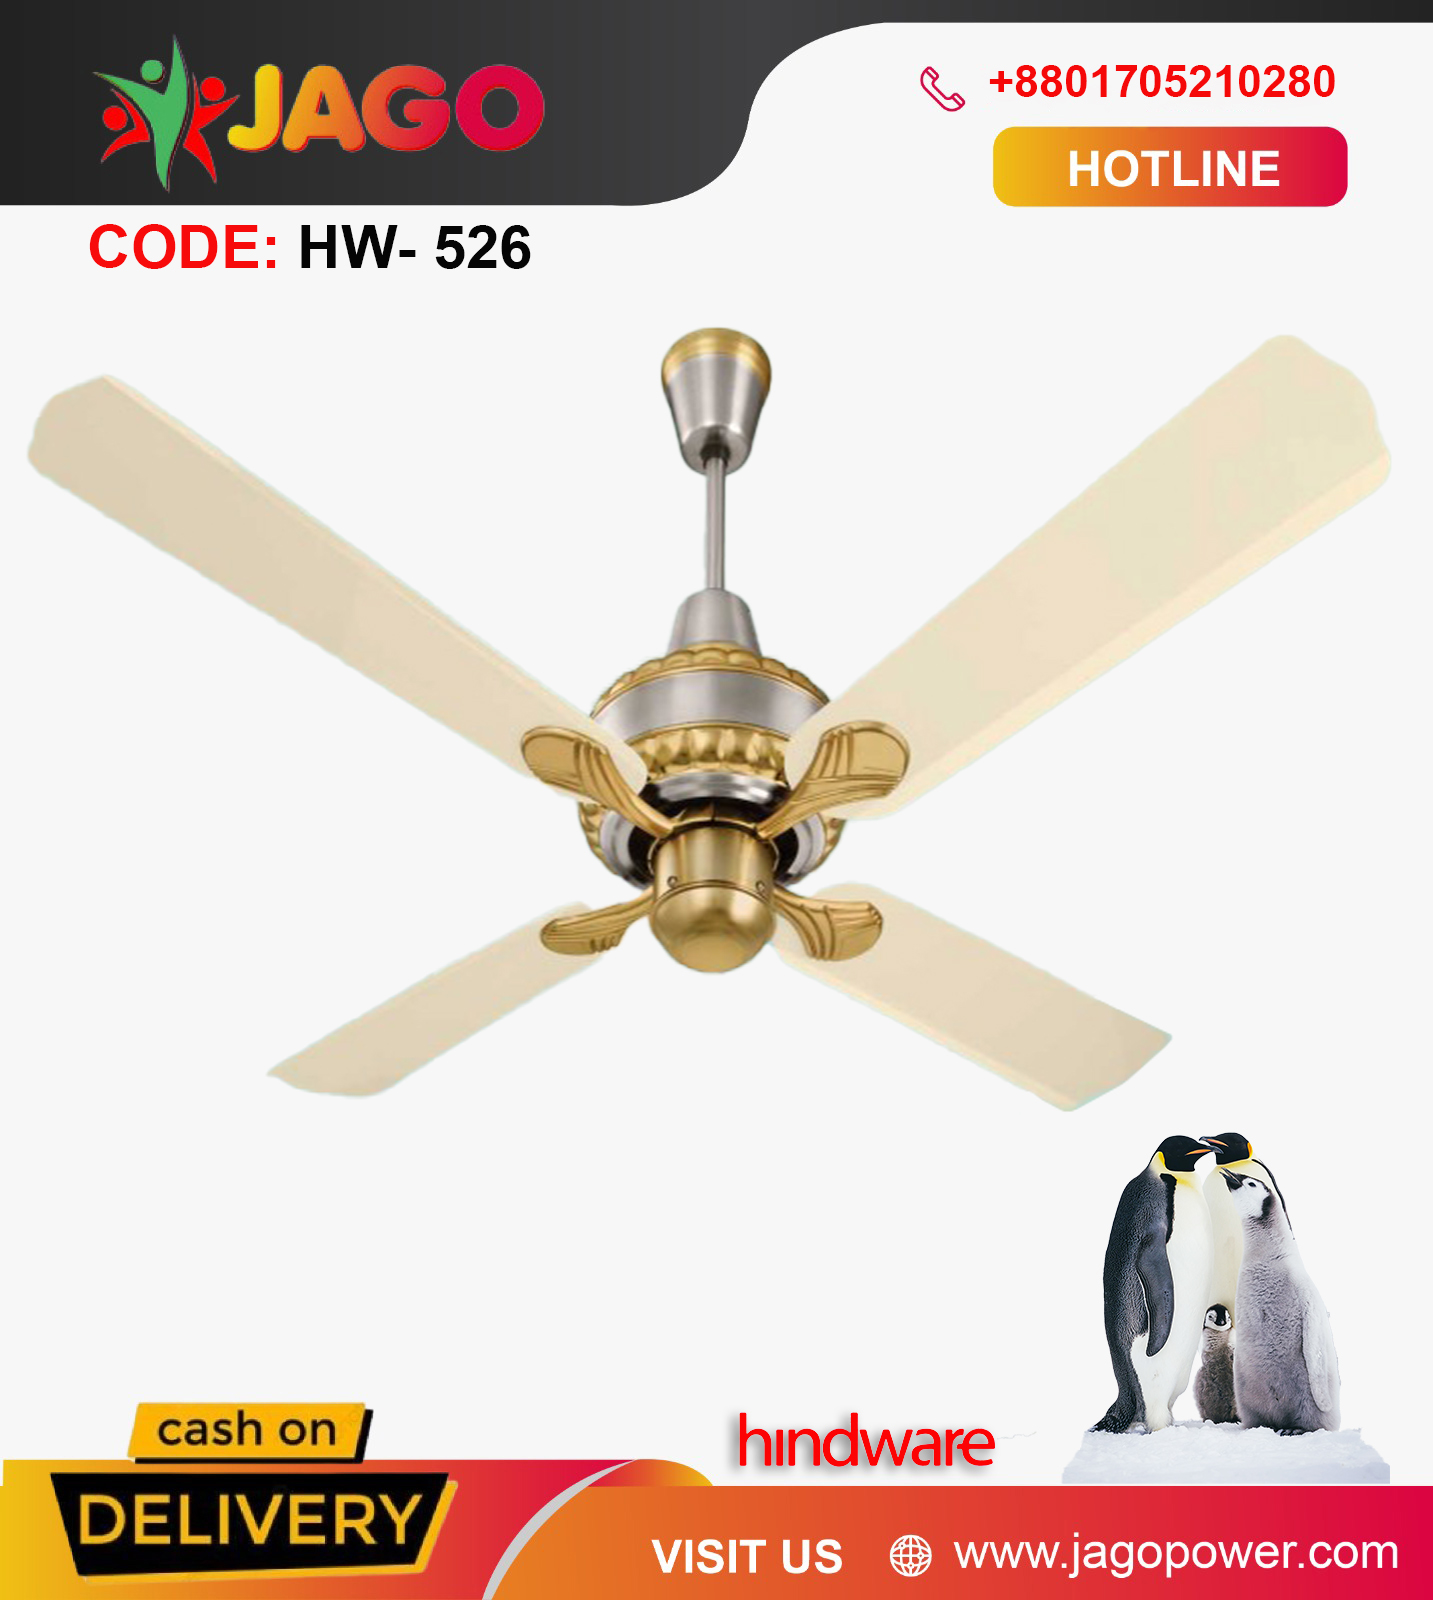 JAGO
+8801705210280
HOTLINE
CODE: HW- 526
cash on
DELIVERY
hindware
VISIT US
www.jagopower.com